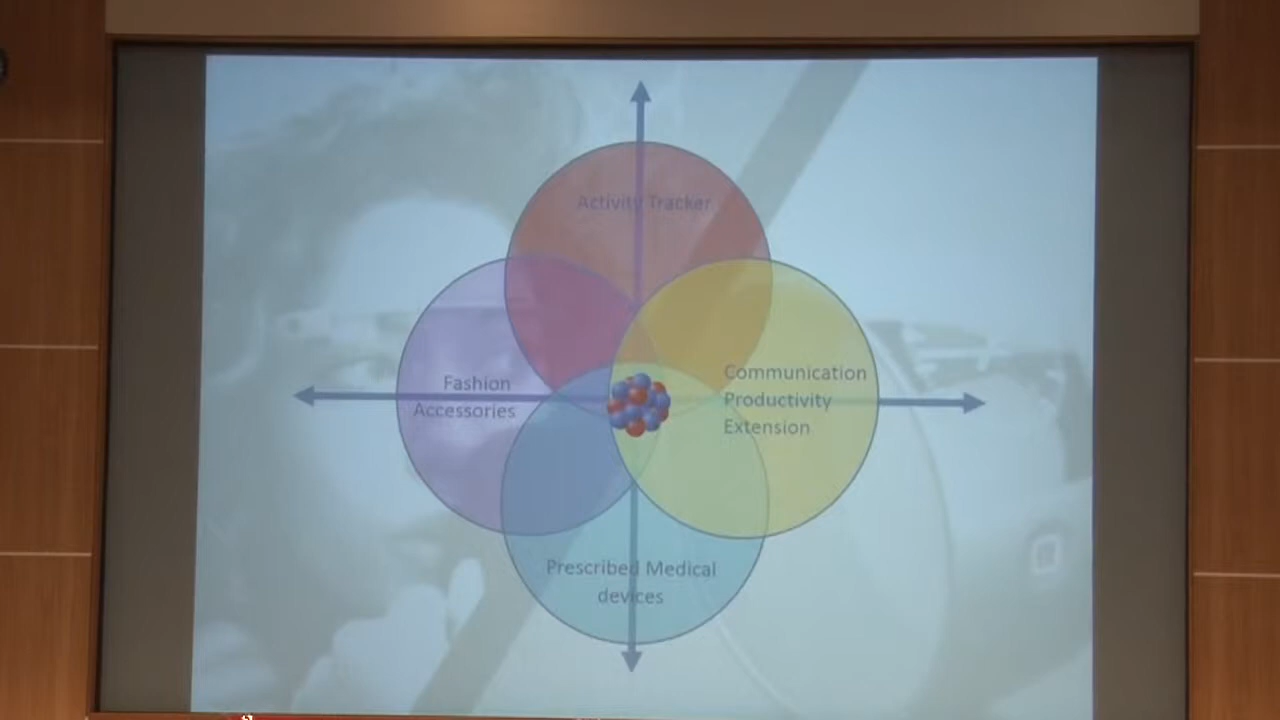 Activity Tracker
Fashion
Accessories
Communication
Productivity
Extension
Prescribed Medical
devices